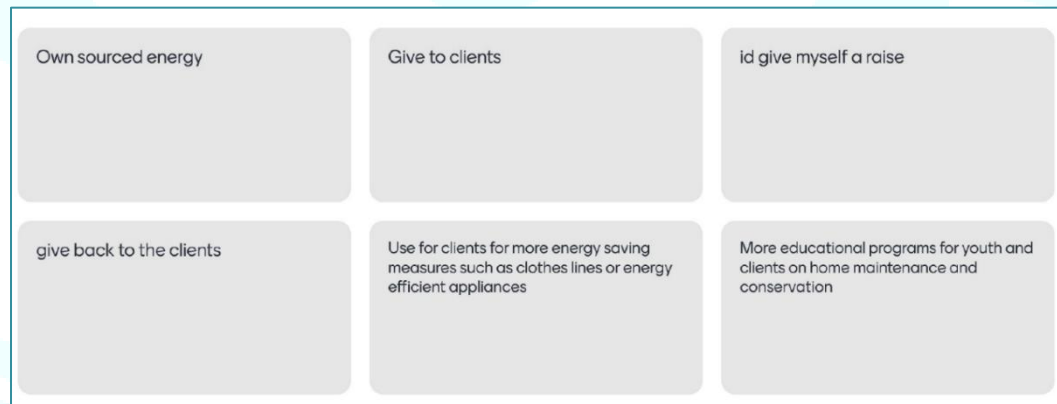 Own sourced energy
Give to clients
id give myself a raise
give back to the clients
Use for clients for more energy saving
measures such as clothes lines or energy
efficient appliances
More educational programs for youth and
clients on home maintenance and
conservation